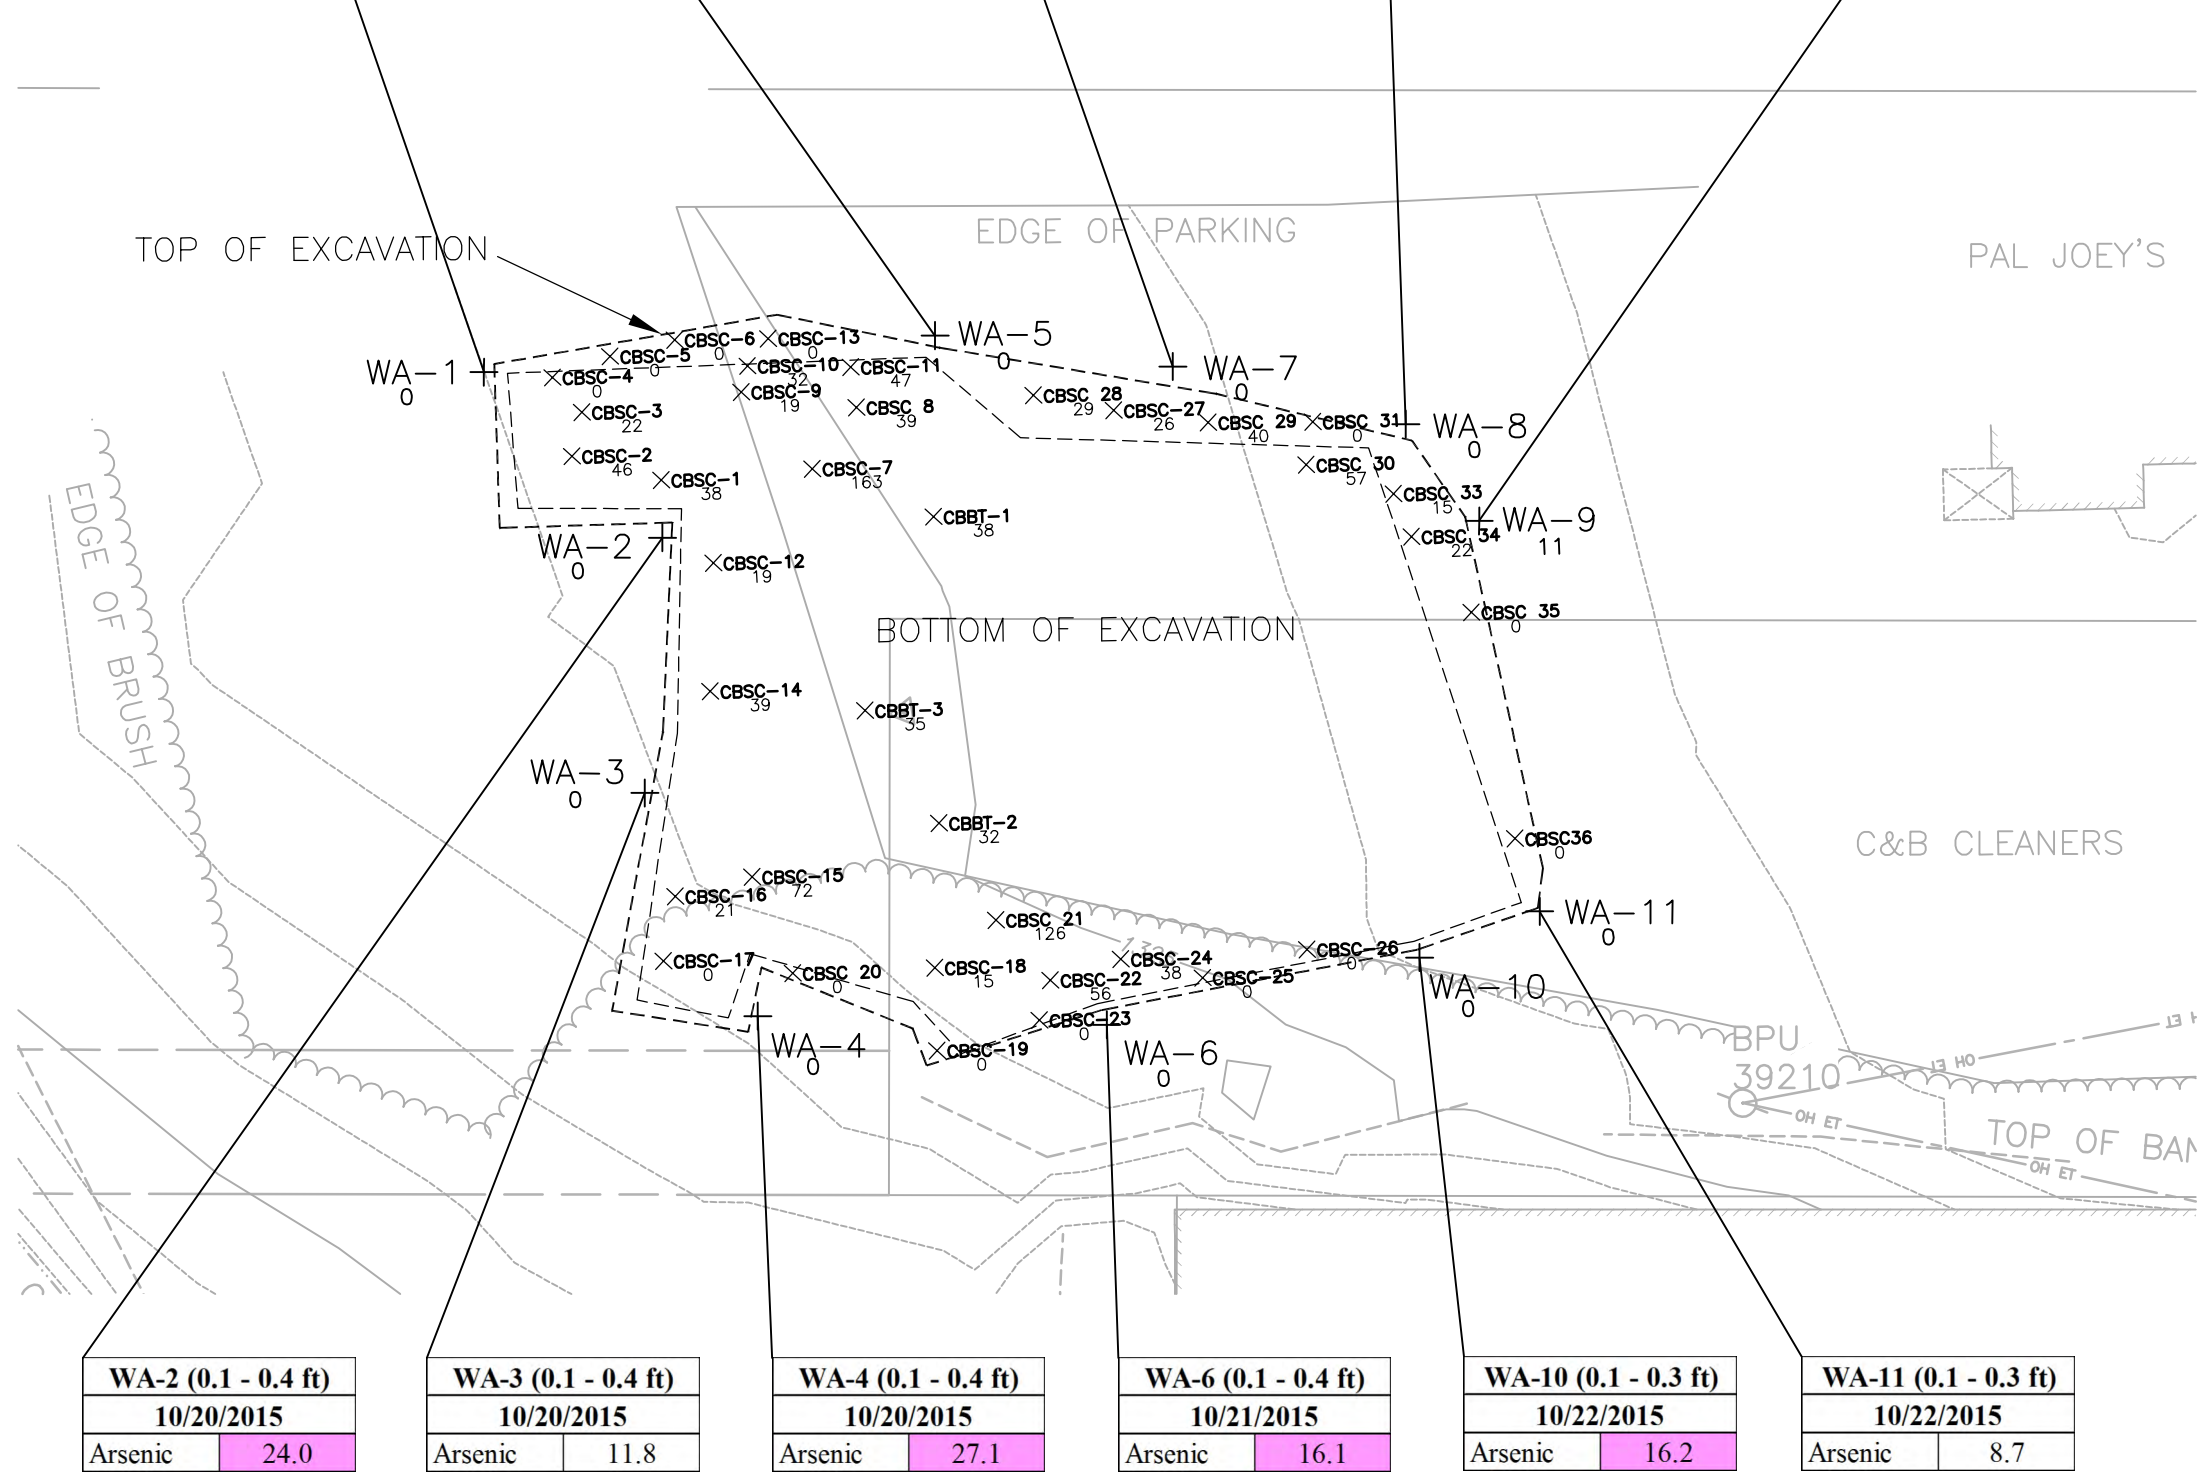 EDGE OF PARKING
PAL JOEY'S
TOP OF EXCAVATION
WA-1
0
WA-5
0
WA-7
0
WA-8
0
WA-9
11
CBSC-6
0
CBSC-13
0
CBSC-5
0
CBSC-4
0
CBSC-10
32
CBSC-11
47
CBSC-9
19
CBSC 8
39
CBSC-3
22
CBSC 28
29
CBSC-27
26
CBSC 29
40
CBSC 31
0
CBSC-2
46
CBSC-1
38
CBSC-7
163
CBSC 30
57
CBSC 33
15
CBSC 34
22
CBBT-1
38
WA-2
0
CBSC-12
19
CBSC 35
0
BOTTOM OF EXCAVATION
EDGE OF BRUSH
CBSC-14
39
CBBT-3
35
WA-3
0
CBBT-2
32
CBSC36
0
C&B CLEANERS
CBSC-15
72
CBSC-16
21
CBSC 21
126
WA-11
0
CBSC-17
0
CBSC 20
0
CBSC-18
15
CBSC-22
56
CBSC-24
38
CBSC-25
0
CBSC-26
0
WA-10
0
CBSC-23
0
CBSC-19
0
WA-4
0
WA-6
0
BPU
39210
OH ET
OH ET
OH ET
TOP OF BAN
WA-2 (0.1 - 0.4 ft)
10/20/2015
Arsenic 24.0
WA-3 (0.1 - 0.4 ft)
10/20/2015
Arsenic 11.8
WA-4 (0.1 - 0.4 ft)
10/20/2015
Arsenic 27.1
WA-6 (0.1 - 0.4 ft)
10/21/2015
Arsenic 16.1
WA-10 (0.1 - 0.3 ft)
10/22/2015
Arsenic 16.2
WA-11 (0.1 - 0.3 ft)
10/22/2015
Arsenic 8.7